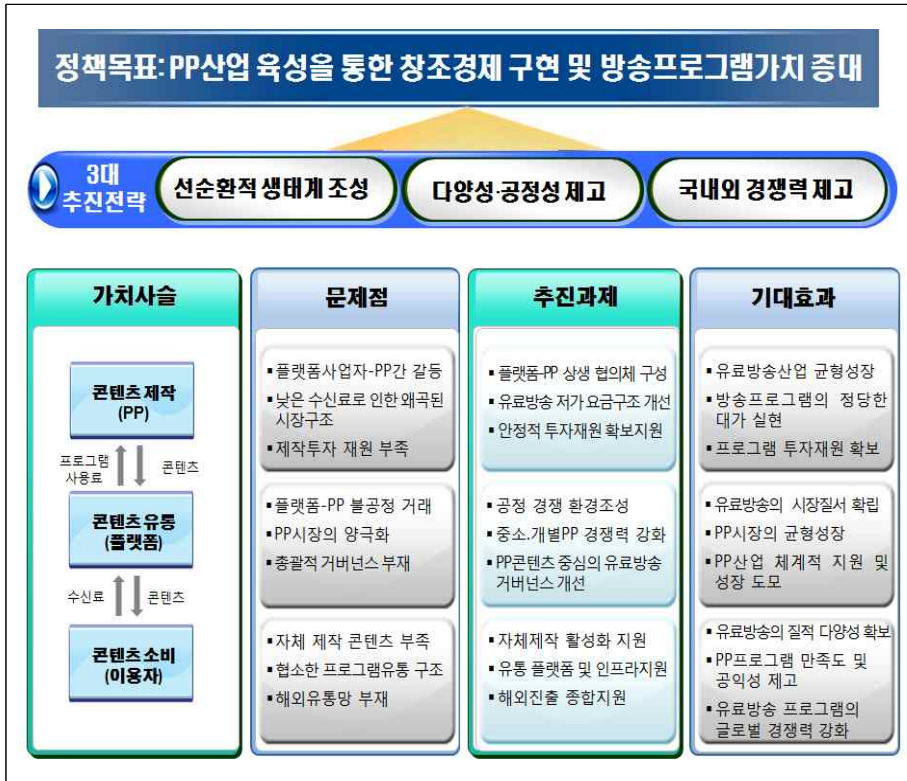 정책목표: PP산업 육성을 통한 창조경제 구현 및 방송프로그램가치 증대
3대
추진전략
선순환적 생태계 조성
다양성·공정성 제고
국내외 경쟁력 제고
가치사슬
콘텐츠 제작
(PP)
프로그램
사용료
콘텐츠
콘텐츠 유통
(플랫폼)
수신료
콘텐츠
콘텐츠 소비
(이용자)
문제점
▪플랫폼사업자-PP간 갈등
▪낮은 수신료로 인한 왜곡된
시장구조
▪제작투자 재원 부족
▪플랫폼-PP 불공정 거래
▪PP시장의 양극화
▪총괄적 거버넌스 부재
▪자체 제작 콘텐츠 부족
▪협소한 프로그램유통 구조
▪해외유통망 부재
추진과제
▪플랫폼-PP 상생 협의체 구성
▪유료방송 저가 요금구조 개선
▪안정적 투자재원 확보지원
▪공정 경쟁 환경조성
▪중소.개별PP 경쟁력 강화
▪PP콘텐츠 중심의 유료방송
거버넌스 개선
▪자체제작 활성화 지원
▪유통 플랫폼 및 인프라지원
▪해외진출 종합지원
기대효과
▪유료방송산업 균형성장
▪방송프로그램의 정당한
대가 실현
▪프로그램 투자재원 확보
▪유료방송의 시장질서 확립
▪PP시장의 균형성장
▪PP산업 체계적 지원 및
성장 도모
▪유료방송의 질적 다양성 확보
▪PP프로그램 만족도 및
공익성 제고
▪유료방송 프로그램의
글로벌 경쟁력 강화